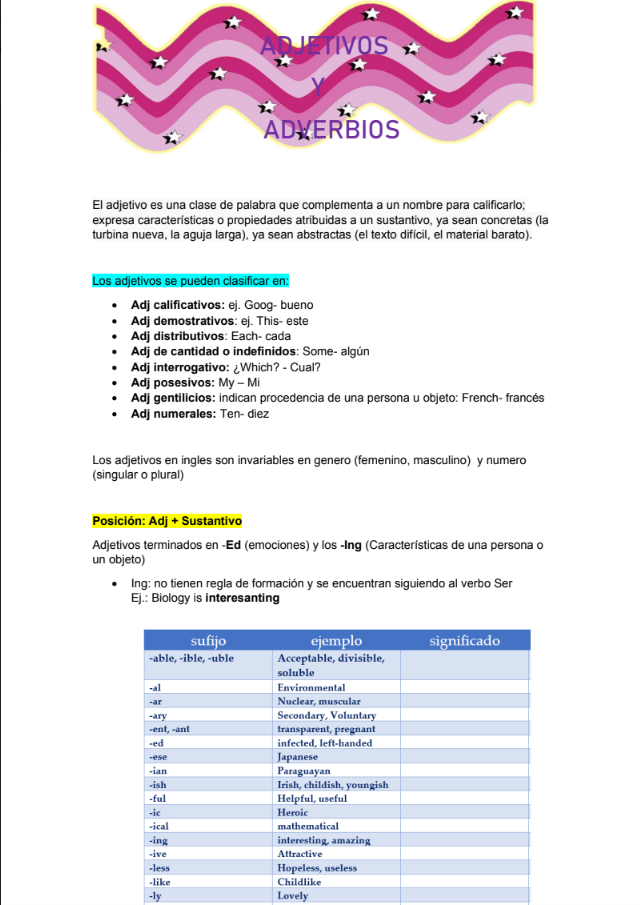 ADJETIVOS
Y
ADVERBIOS
El adjetivo es una clase de palabra que complementa a un nombre para calificarlo;
expresa características o propiedades atribuidas a un sustantivo, ya sean concretas (la
turbina nueva, la aguja larga), ya sean abstractas (el texto difícil, el material barato).
Los adjetivos se pueden clasificar en:
• Adj calificativos: ej. Goog- bueno
• Adj demostrativos: ej. This- este
• Adj distributivos: Each- cada
• Adj de cantidad o indefinidos: Some- algún
• Adj interrogativo: ¿Which? - Cual?
• Adj posesivos: My – Mi
• Adj gentilicios: indican procedencia de una persona u objeto: French- francés
• Adj numerales: Ten- diez
Los adjetivos en ingles son invariables en genero (femenino, masculino) y numero
(singular o plural)
Posición: Adj + Sustantivo
Adjetivos terminados en -Ed (emociones) y los -Ing (Características de una persona o
un objeto)
• Ing: no tienen regla de formación y se encuentran siguiendo al verbo Ser
Ej.: Biology is interesanting
sufijo ejemplo significado
-able, -ible, -uble Acceptable, divisible,
soluble
-al Environmental
-ar Nuclear, muscular
-ary Secondary, Voluntary
-ent, -ant transparent, pregnant
-ed infected, left-handed
-ese Japanese
-ian Paraguayan
-ish Irish, childish, youngish
-ful Helpful, useful
-ic Heroic
-ical mathematical
-ing interesting, amazing
-ive Attractive
-less Hopeless, useless
-like Childlike
-ly Lovely